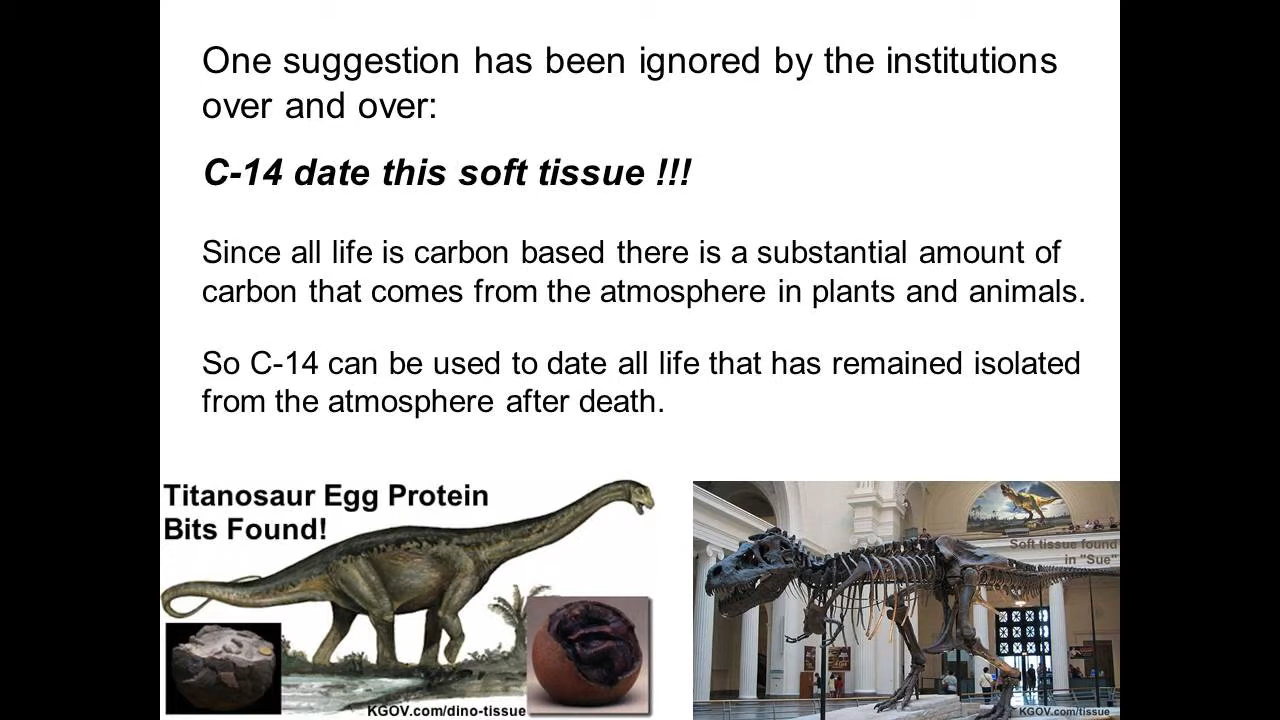 One suggestion has been ignored by the institutions
over and over:
C-14 date this soft tissue !!!
Since all life is carbon based there is a substantial amount of
carbon that comes from the atmosphere in plants and animals.
So C-14 can be used to date all life that has remained isolated
from the atmosphere after death.
Titanosaur Egg Protein
Bits Found!
KGOV.com/dino-tissue
Soft tissue found
in "Sue"
KGOV.com/tissue